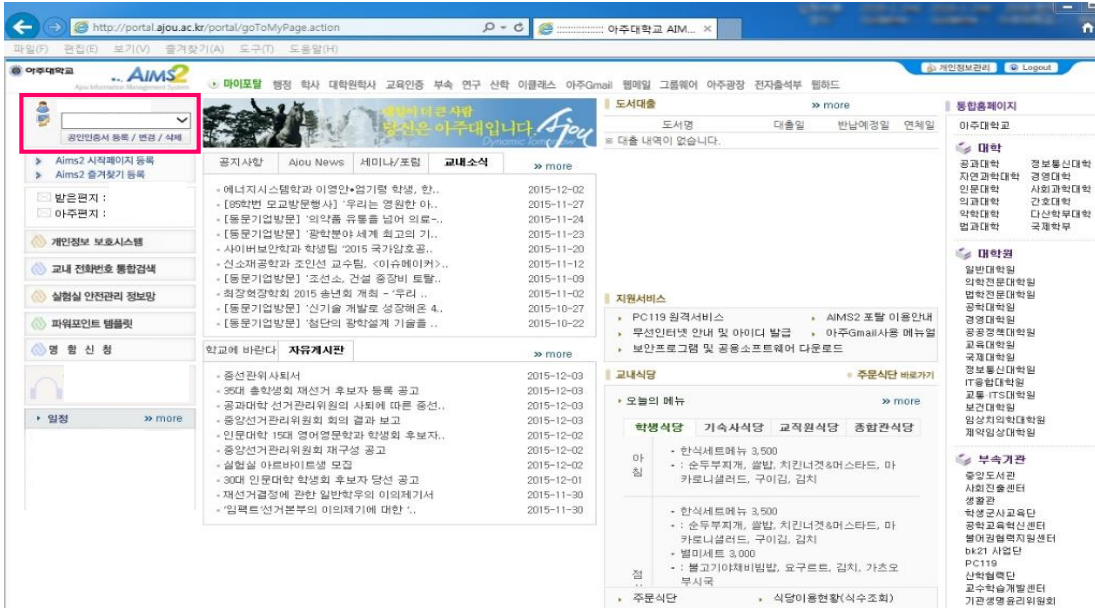 http://portal.ajou.ac.kr/portal/goToMyPage.action
아주대학교 AIM...
파일(F) 편집(E) 보기(V) 즐겨찾기(A) 도구(T) 도움말(H)
아주대학교
AIMS2
Ajou Information Management System
마이포탈 행정 학사 대학원학사 교육인증 부속 연구 산학 이클래스 아주Gmail 웹메일 그룹웨어 아주광장 전자출석부 웹하드
개인정보관리 Logout
공인인증서 등록 / 변경 / 삭제
Aims2 시작페이지 등록
Aims2 즐겨찾기 등록
받은편지 :
아주편지 :
개인정보 보호시스템
교내 전화번호 통합검색
실험실 안전관리 정보망
파워포인트 템플릿
명 함 신 청
일정 more
대학이 더 큰 사람
당신은 아주대입니다.
Ajou
공지사항 Ajou News 세미나/포럼 교내소식
more
에너지시스템학과 이영안•엄기령 학생, 한.. 2015-12-02
[85학번 모교방문행사] '우리는 영원한 아.. 2015-11-27
[동문기업방문] '의약품 유통을 넘어 의료-.. 2015-11-24
[동문기업방문] '광학분야 세계 최고의 기.. 2015-11-23
사이버보안학과 학생팀 '2015 국가암호공.. 2015-11-20
신소재공학과 조인선 교수팀, <어슈메이커>.. 2015-11-12
[동문기업방문] '조선소, 건설 중장비 토탈.. 2015-11-09
최장혁장학회 2015 송년회 개최 - '우리 .. 2015-11-02
[동문기업방문] '신기술 개발로 성장해온 4.. 2015-10-27
[동문기업방문] '첨단의 광학설계 기술을 .. 2015-10-22
학교에 바란다 자유게시판
more
중선관위 사퇴서 2015-12-03
35대 총학생회 재선거 후보자 등록 공고 2015-12-03
공과대학 선거관리위원의 사퇴에 따른 중선.. 2015-12-03
중앙선거관리위원회 회의 결과 보고 2015-12-03
인문대학 15대 영어영문학과 학생회 후보자.. 2015-12-02
중앙선거관리위원회 재구성 공고 2015-12-02
실험실 아르바이트생 모집 2015-12-02
30대 인문대학 학생회 후보자 당선 공고 2015-12-01
재선거결정에 관한 일반학우의 이의제기서 2015-11-30
'임팩트'선거본부의 이의제기에 대한 '.. 2015-11-30
도서대출 more
도서명 대출일 반납예정일 연체일
대출 내역이 없습니다.
지원서비스
PC119 원격서비스 AIMS2 포탈 이용안내
무선인터넷 안내 및 아이디 발급 아주Gmail사용 메뉴얼
보안프로그램 및 공용소프트웨어 다운로드
교내식당 주문식단 바로가기
오늘의 메뉴 more
학생식당 기숙사식당 교직원식당 종합관식당
아침
한식세트메뉴 3,500
: 순두부찌개, 쌀밥, 치킨너겟&머스타드, 마
카로니샐러드, 구이김, 김치
한식세트메뉴 3,500
: 순두부찌개, 쌀밥, 치킨너겟&머스타드, 마
카로니샐러드, 구이김, 김치
별미세트 3,000
: 불고기야채비빔밥, 요구르트, 김치, 가츠오
부시국
점
주문식단 식당이용현황(식수조회)
통합홈페이지
아주대학교
대학
공과대학 정보통신대학
자연과학대학 경영대학
인문대학 사회과학대학
의과대학 간호대학
약학대학 다산학부대학
법과대학 국제학부
대학원
일반대학원
의학전문대학원
법학전문대학원
공학대학원
경영대학원
공공정책대학원
교육대학원
국제대학원
정보통신대학원
IT융합대학원
교통·ITS대학원
보건대학원
임상치의학대학원
제약임상대학원
부속기관
중앙도서관
사회진출센터
생활관
학생군사교육단
공학교육혁신센터
불어권협력지원센터
bk21 사업단
PC119
산학협력단
교수학습개발센터
기관생명윤리위원회